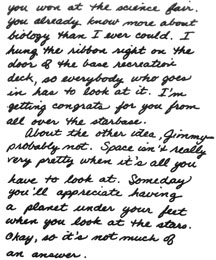 you won at the science fair.
you already know more about
biology than I ever could. I
hung the ribbon right on the
door of the base recreation
deck, so everybody who goes
in has to look at it. I'm
getting congrats for you from
all over the starbase.
About the other idea, Jimmy—
probably not. Space isn't really
very pretty when it's all you
have to look at. Someday
you'll appreciate having
a planet under your feet
when you look at the stars.
Okay, so it's not much of
an answer.